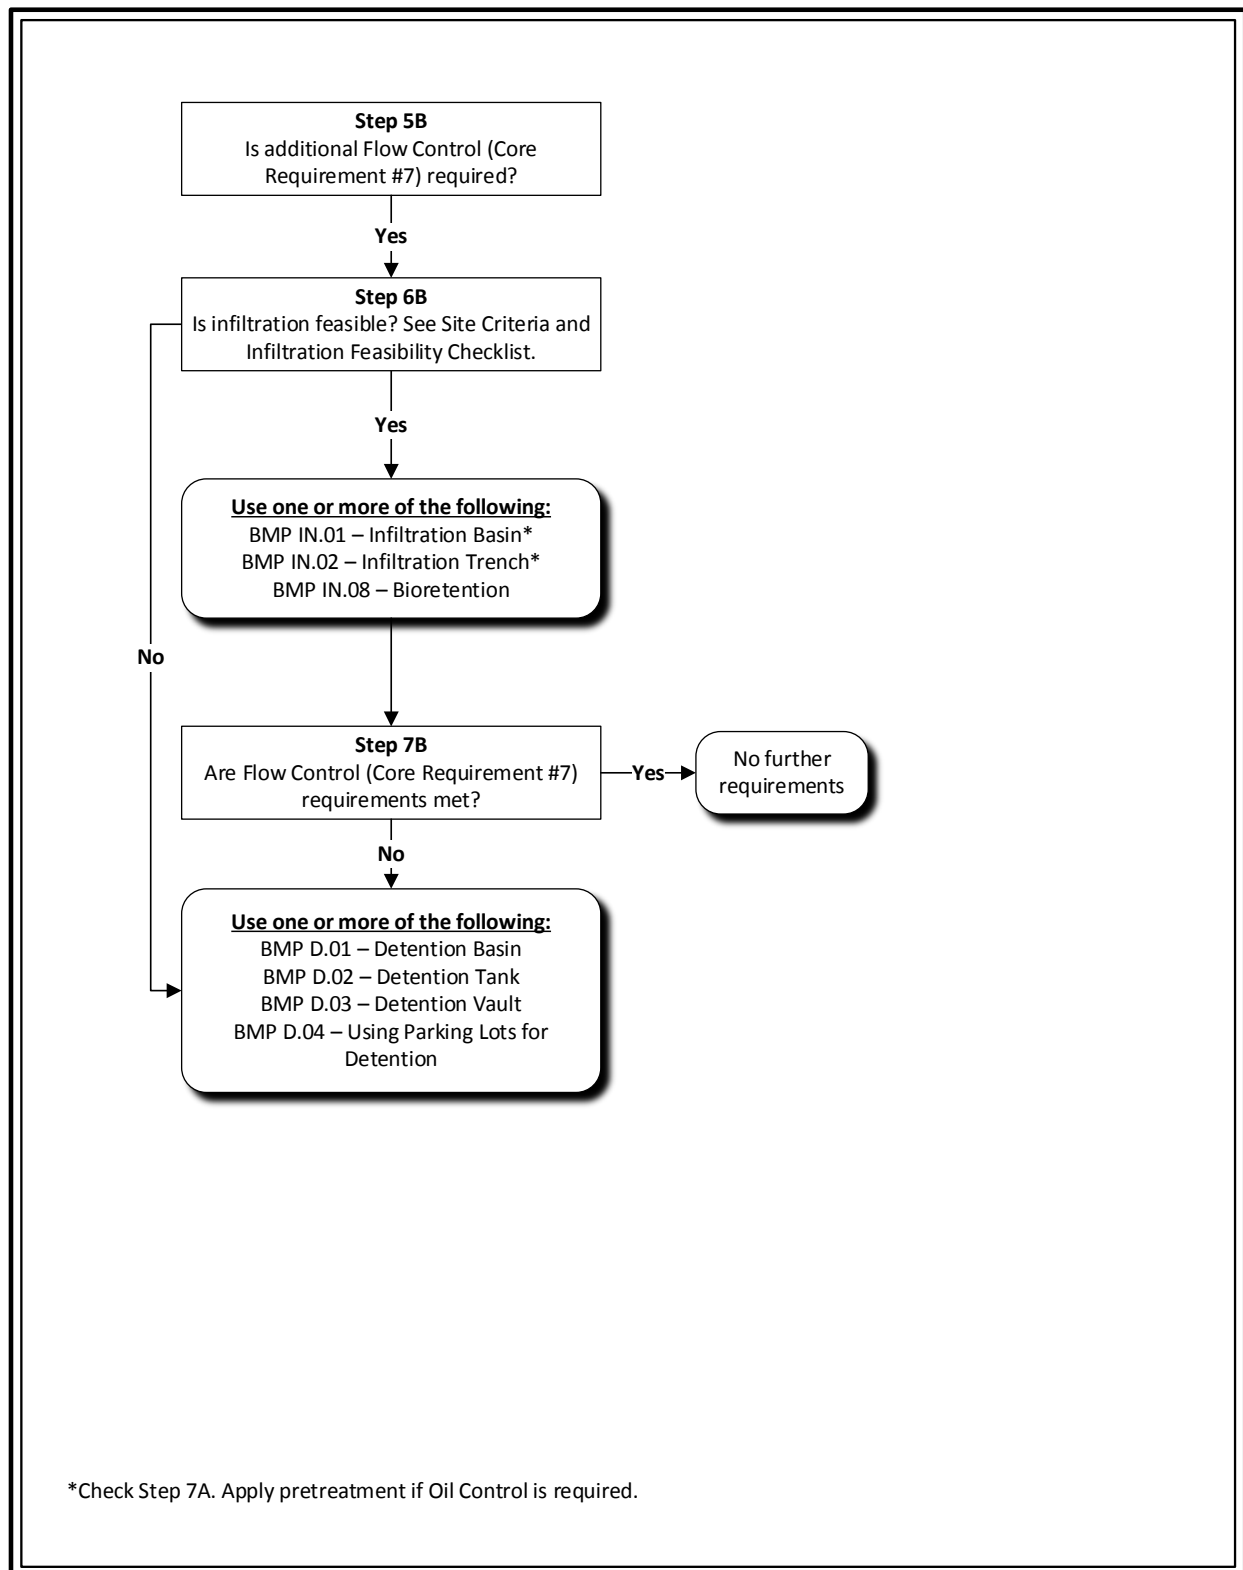 Step 5B
Is additional Flow Control (Core
Requirement #7) required?
Yes
Step 6B
Is infiltration feasible? See Site Criteria and
Infiltration Feasibility Checklist.
Yes
Use one or more of the following:
BMP IN.01 – Infiltration Basin*
BMP IN.02 – Infiltration Trench*
BMP IN.08 – Bioretention
No
Step 7B
Are Flow Control (Core Requirement #7)
requirements met?
Yes
No further
requirements
No
Use one or more of the following:
BMP D.01 – Detention Basin
BMP D.02 – Detention Tank
BMP D.03 – Detention Vault
BMP D.04 – Using Parking Lots for
Detention
*Check Step 7A. Apply pretreatment if Oil Control is required.